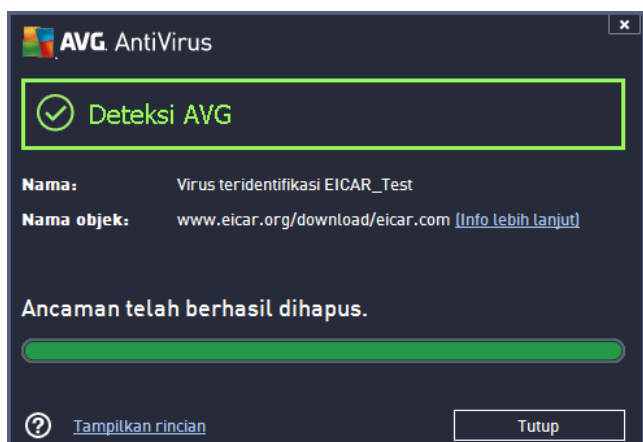 AVG. AntiVirus
Deteksi AVG
Nama: Virus teridentifikasi EICAR_Test
Nama objek: www.eicar.org/download/eicar.com (Info lebih lanjut)
Ancaman telah berhasil dihapus.
Tampilkan rincian
Tutup